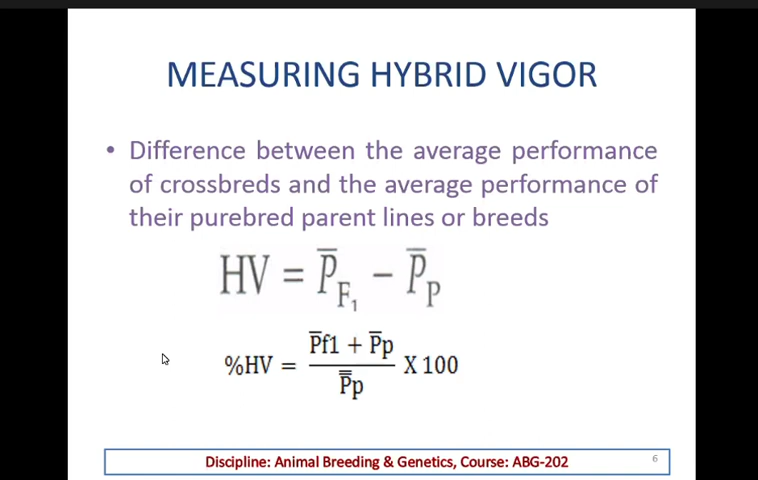 MEASURING HYBRID VIGOR
• Difference between the average performance
of crossbreds and the average performance of
their purebred parent lines or breeds
HV = P̅F₁ − P̅P
%HV = (P̅f1 + P̅p) / P̿p X 100
Discipline: Animal Breeding & Genetics, Course: ABG-202
6